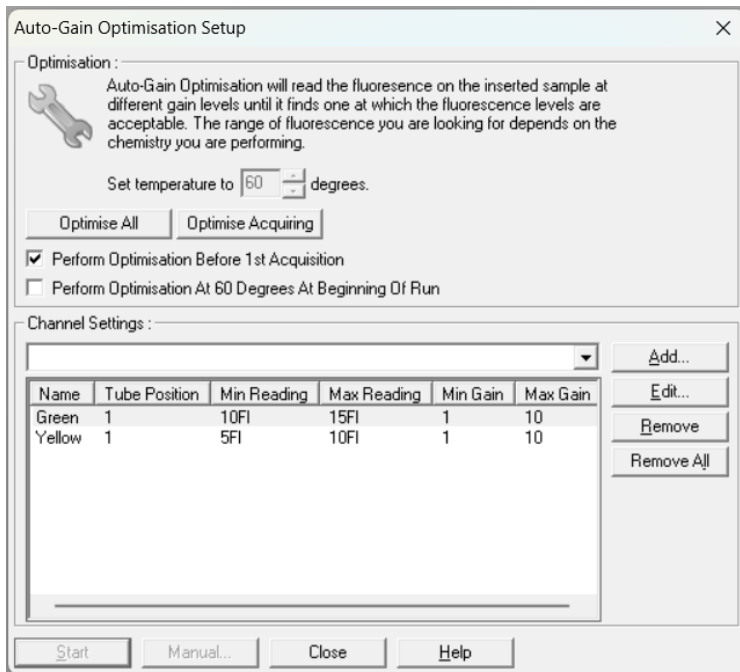 Auto-Gain Optimisation Setup
Optimisation :
Auto-Gain Optimisation will read the fluoresence on the inserted sample at
different gain levels until it finds one at which the fluorescence levels are
acceptable. The range of fluorescence you are looking for depends on the
chemistry you are performing.
Set temperature to 60 degrees.
Optimise All Optimise Acquiring
Perform Optimisation Before 1st Acquisition
Perform Optimisation At 60 Degrees At Beginning Of Run
Channel Settings :
Add...
Name Tube Position Min Reading Max Reading Min Gain Max Gain Edit...
Green 1 10Fl 15Fl 1 10
Remove
Yellow 1 5Fl 10Fl 1 10
Remove All
Start Manual... Close Help